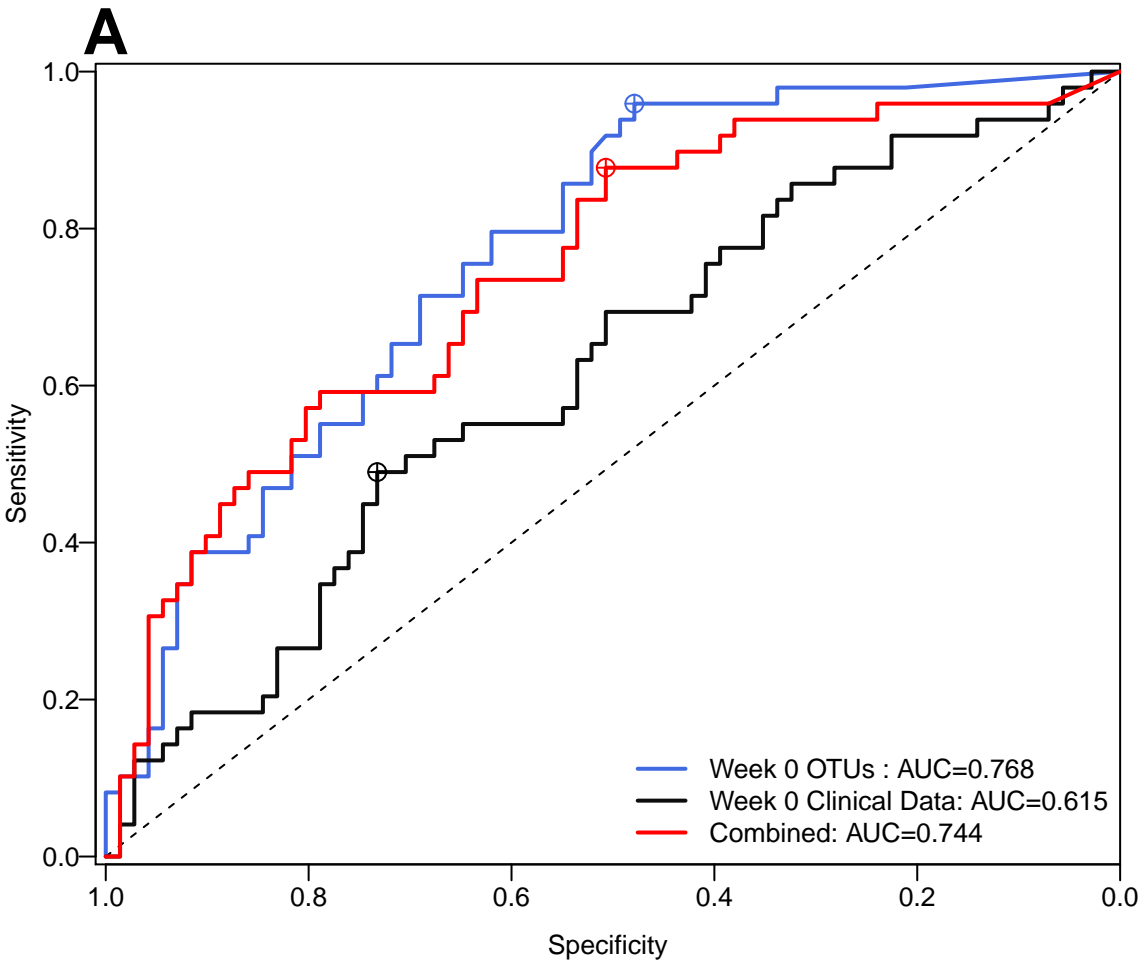 A
1.0
0.8
0.6
0.4
0.2
0.0
Sensitivity
Week 0 OTUs : AUC=0.768
Week 0 Clinical Data: AUC=0.615
Combined: AUC=0.744
1.0 0.8 0.6 0.4 0.2 0.0
Specificity